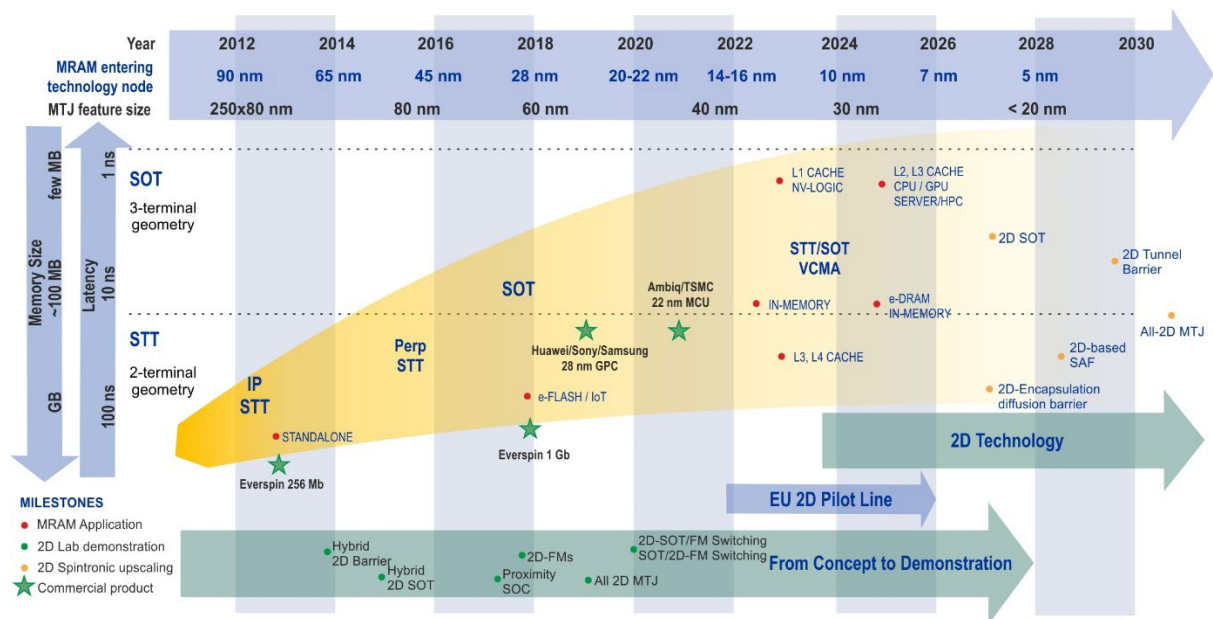 Year 2012 2014 2016 2018 2020 2022 2024 2026 2028 2030
MRAM entering
technology node
90 nm 65 nm 45 nm 28 nm 20-22 nm 14-16 nm 10 nm 7 nm 5 nm
MTJ feature size 250x80 nm 80 nm 60 nm 40 nm 30 nm < 20 nm
Memory Size
few MB
~100 MB
GB
Latency
1 ns
10 ns
100 ns
SOT
3-terminal
geometry
STT
2-terminal
geometry
IP
STT
Perp
STT
SOT
STT/SOT
VCMA
L1 CACHE
NV-LOGIC
L2, L3 CACHE
CPU / GPU
SERVER/HPC
2D SOT
2D Tunnel
Barrier
Ambiq/TSMC
22 nm MCU
IN-MEMORY
e-DRAM
IN-MEMORY
All-2D MTJ
Huawei/Sony/Samsung
28 nm GPC
L3, L4 CACHE
2D-based
SAF
e-FLASH / IoT
2D-Encapsulation
diffusion barrier
STANDALONE
Everspin 256 Mb
Everspin 1 Gb
2D Technology
EU 2D Pilot Line
MILESTONES
MRAM Application
2D Lab demonstration
2D Spintronic upscaling
Commercial product
Hybrid
2D Barrier
Hybrid
2D SOT
2D-FMs
Proximity
SOC
All 2D MTJ
2D-SOT/FM Switching
SOT/2D-FM Switching
From Concept to Demonstration